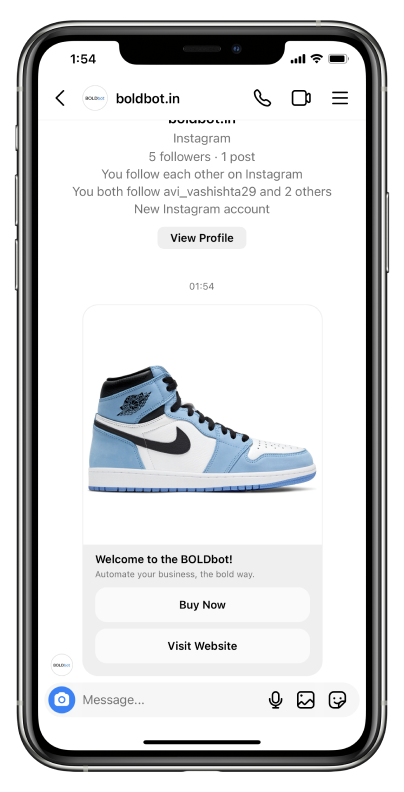 1:54
BOLDbot
boldbot.in
boldbot.in
Instagram
5 followers · 1 post
You follow each other on Instagram
You both follow avi_vashishta29 and 2 others
New Instagram account
View Profile
01:54
Welcome to the BOLDbot!
Automate your business, the bold way.
Buy Now
Visit Website
BOLDbot
Message...